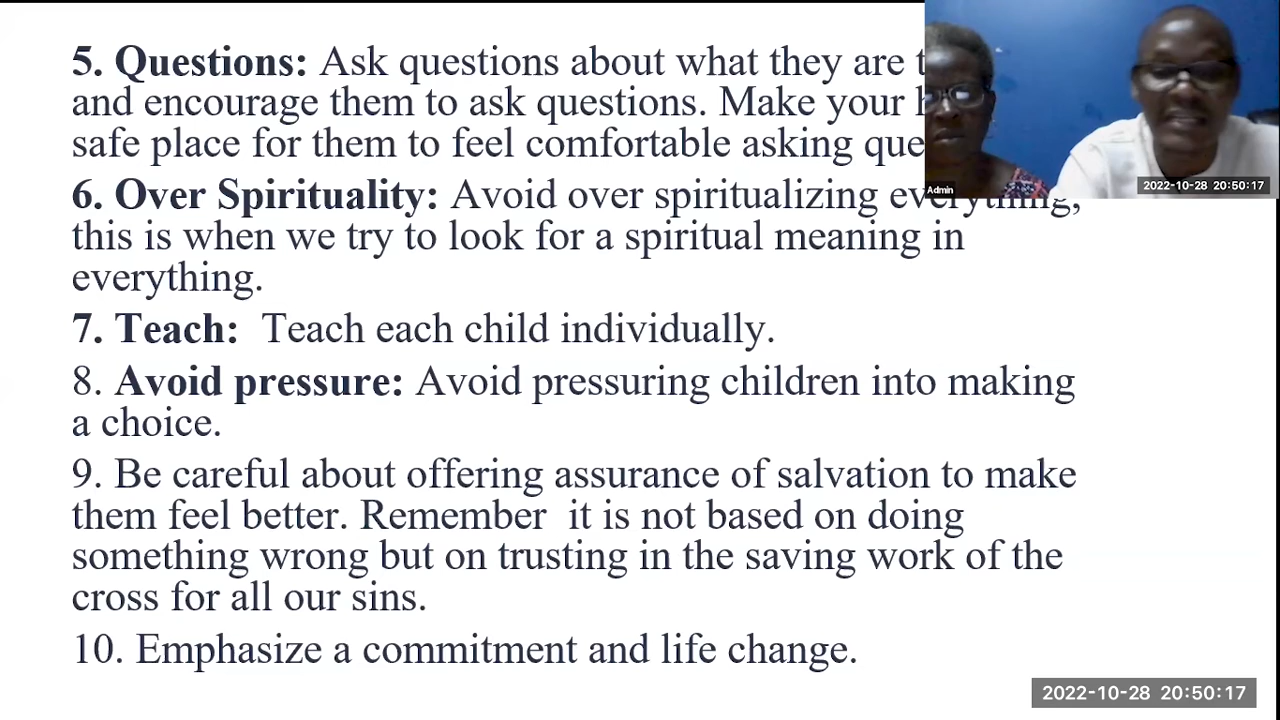 5. Questions: Ask questions about what they are
and encourage them to ask questions. Make your
safe place for them to feel comfortable asking
6. Over Spirituality: Avoid over spiritualizing everything,
this is when we try to look for a spiritual meaning in
everything.
7. Teach: Teach each child individually.
8. Avoid pressure: Avoid pressuring children into making
a choice.
9. Be careful about offering assurance of salvation to make
them feel better. Remember it is not based on doing
something wrong but on trusting in the saving work of the
cross for all our sins.
10. Emphasize a commitment and life change.
Admin
2022-10-28 20:50:17
2022-10-28 20:50:17